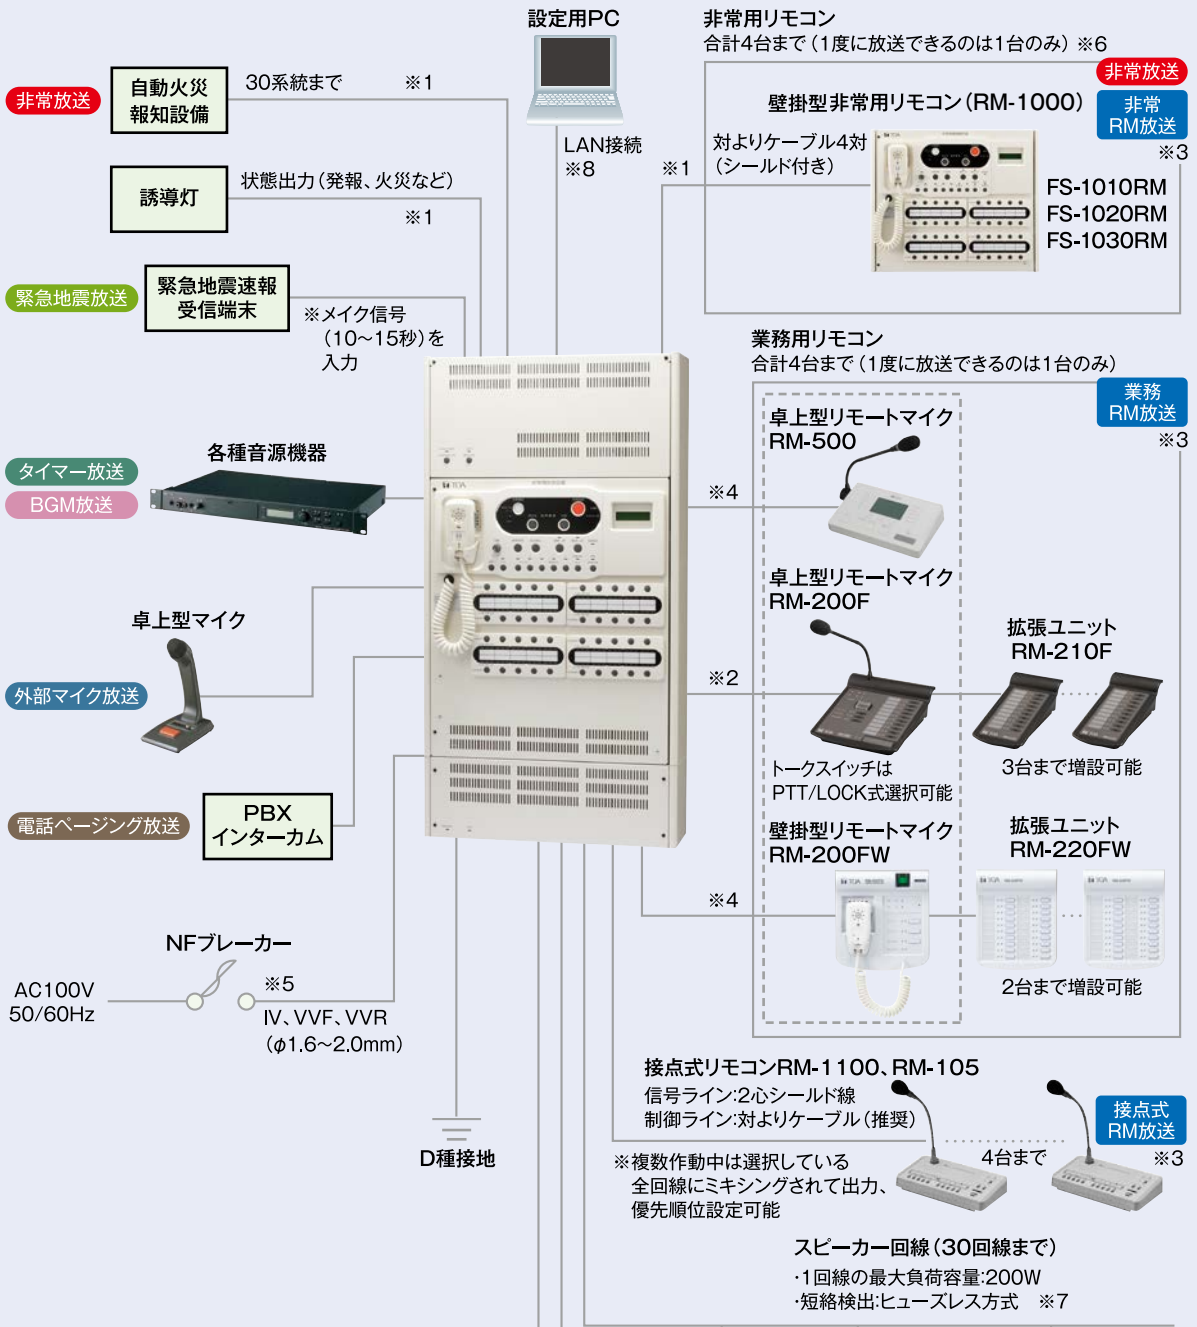 設定用PC
非常用リモコン
合計4台まで（1度に放送できるのは1台のみ）※6
非常放送
自動火災
報知設備
30系統まで ※1
非常放送
壁掛型非常用リモコン（RM-1000）
非常
RM放送
※3
LAN接続
※8
※1
対よりケーブル4対
（シールド付き）
FS-1010RM
FS-1020RM
FS-1030RM
誘導灯
状態出力（発報、火災など）
※1
緊急地震放送
緊急地震速報
受信端末
※メイク信号
（10～15秒）を
入力
業務用リモコン
合計4台まで（1度に放送できるのは1台のみ）
業務
RM放送
※3
卓上型リモートマイク
RM-500
※4
タイマー放送
BGM放送
各種音源機器
TOA
卓上型リモートマイク
RM-200F
※2
拡張ユニット
RM-210F
3台まで増設可能
トークスイッチは
PTT/LOCK式選択可能
卓上型マイク
外部マイク放送
電話ページング放送
PBX
インターカム
壁掛型リモートマイク
RM-200FW
※4
TOA
拡張ユニット
RM-220FW
TOA
TOA
2台まで増設可能
NFブレーカー
AC100V
50/60Hz
※5
IV、VVF、VVR
（φ1.6～2.0mm）
D種接地
接点式リモコンRM-1100、RM-105
信号ライン:2心シールド線
制御ライン:対よりケーブル（推奨）
接点式
RM放送
※3
4台まで
※複数作動中は選択している
全回線にミキシングされて出力、
優先順位設定可能
スピーカー回線（30回線まで）
・1回線の最大負荷容量:200W
・短絡検出:ヒューズレス方式 ※7